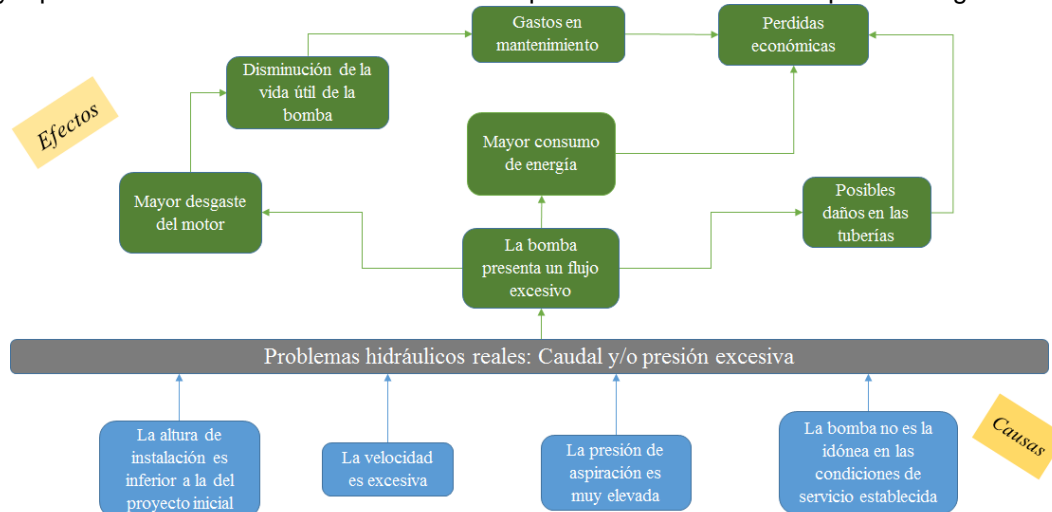 Gastos en
mantenimiento
Perdidas
económicas
Disminución de la
vida útil de la
bomba
Efectos
Mayor consumo
de energía
Mayor desgaste
del motor
Posibles
daños en las
tuberías
La bomba
presenta un flujo
excesivo
Problemas hidráulicos reales: Caudal y/o presión excesiva
Causas
La altura de
instalación es
inferior a la del
proyecto inicial
La velocidad
es excesiva
La presión de
aspiración es
muy elevada
La bomba no es la
idónea en las
condiciones de
servicio establecida